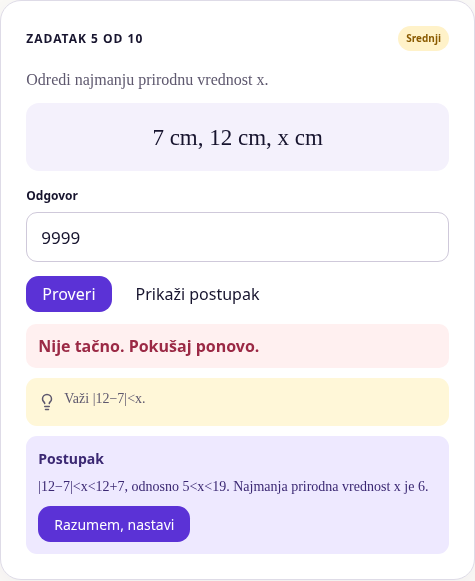 ZADATAK 5 OD 10
Srednji
Odredi najmanju prirodnu vrednost x.
7 cm, 12 cm, x cm
Odgovor
9999
Proveri
Prikaži postupak
Nije tačno. Pokušaj ponovo.
Važi |12−7|<x.
Postupak
|12−7|<x<12+7, odnosno 5<x<19. Najmanja prirodna vrednost x je 6.
Razumem, nastavi